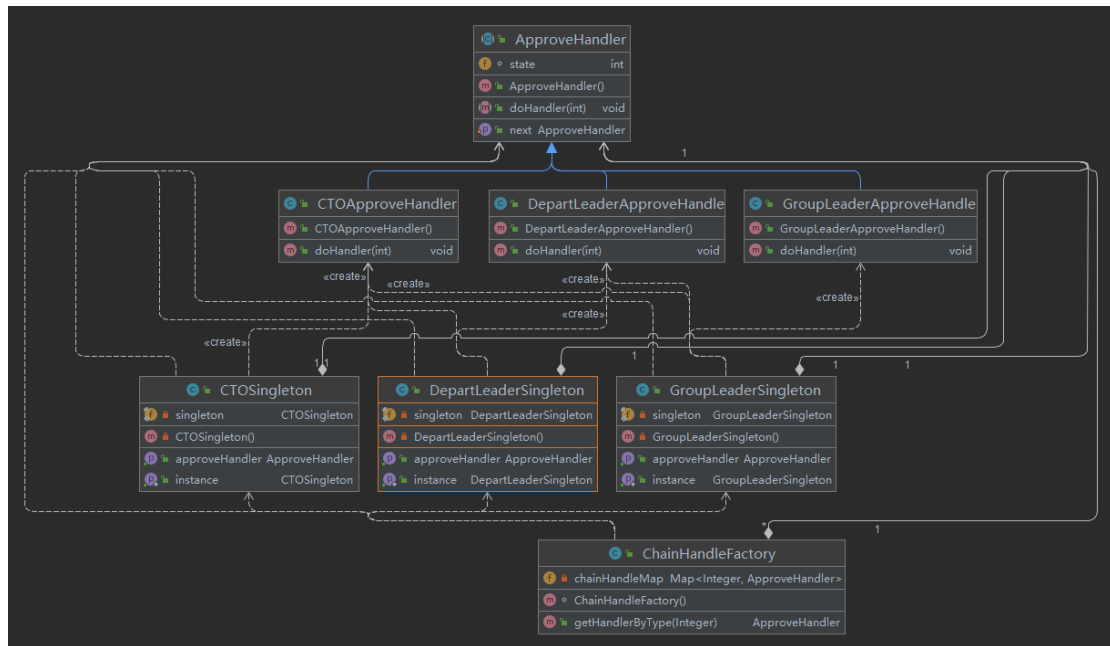 ApproveHandler
state int
ApproveHandler()
doHandler(int) void
next ApproveHandler
1
CTOApproveHandler
CTOApproveHandler()
doHandler(int) void
DepartLeaderApproveHandle
DepartLeaderApproveHandler()
doHandler(int) void
GroupLeaderApproveHandle
GroupLeaderApproveHandler()
doHandler(int) void
«create»
«create»
«create»
«create»
«create»
«create»
1
1
1
1
1
CTOSingleton
singleton CTOSingleton
CTOSingleton()
approveHandler ApproveHandler
instance CTOSingleton
DepartLeaderSingleton
singleton DepartLeaderSingleton
DepartLeaderSingleton()
approveHandler ApproveHandler
instance DepartLeaderSingleton
GroupLeaderSingleton
singleton GroupLeaderSingleton
GroupLeaderSingleton()
approveHandler ApproveHandler
instance GroupLeaderSingleton
*
1
ChainHandleFactory
chainHandleMap Map<Integer, ApproveHandler>
ChainHandleFactory()
getHandlerByType(Integer) ApproveHandler